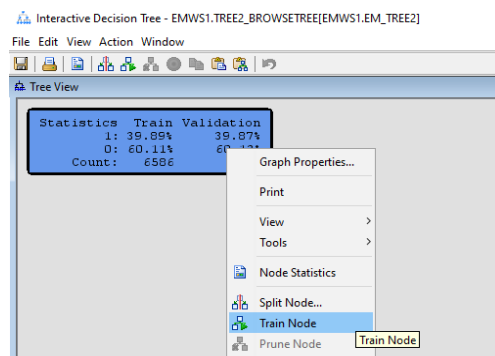 Interactive Decision Tree - EMWS1.TREE2_BROWSETREE[EMWS1.EM_TREE2]
File Edit View Action Window
Tree View
Statistics Train Validation
1: 39.89% 39.87%
0: 60.11%
Count: 6586
Graph Properties...
Print
View
Tools
Node Statistics
Split Node...
Train Node
Train Node
Prune Node